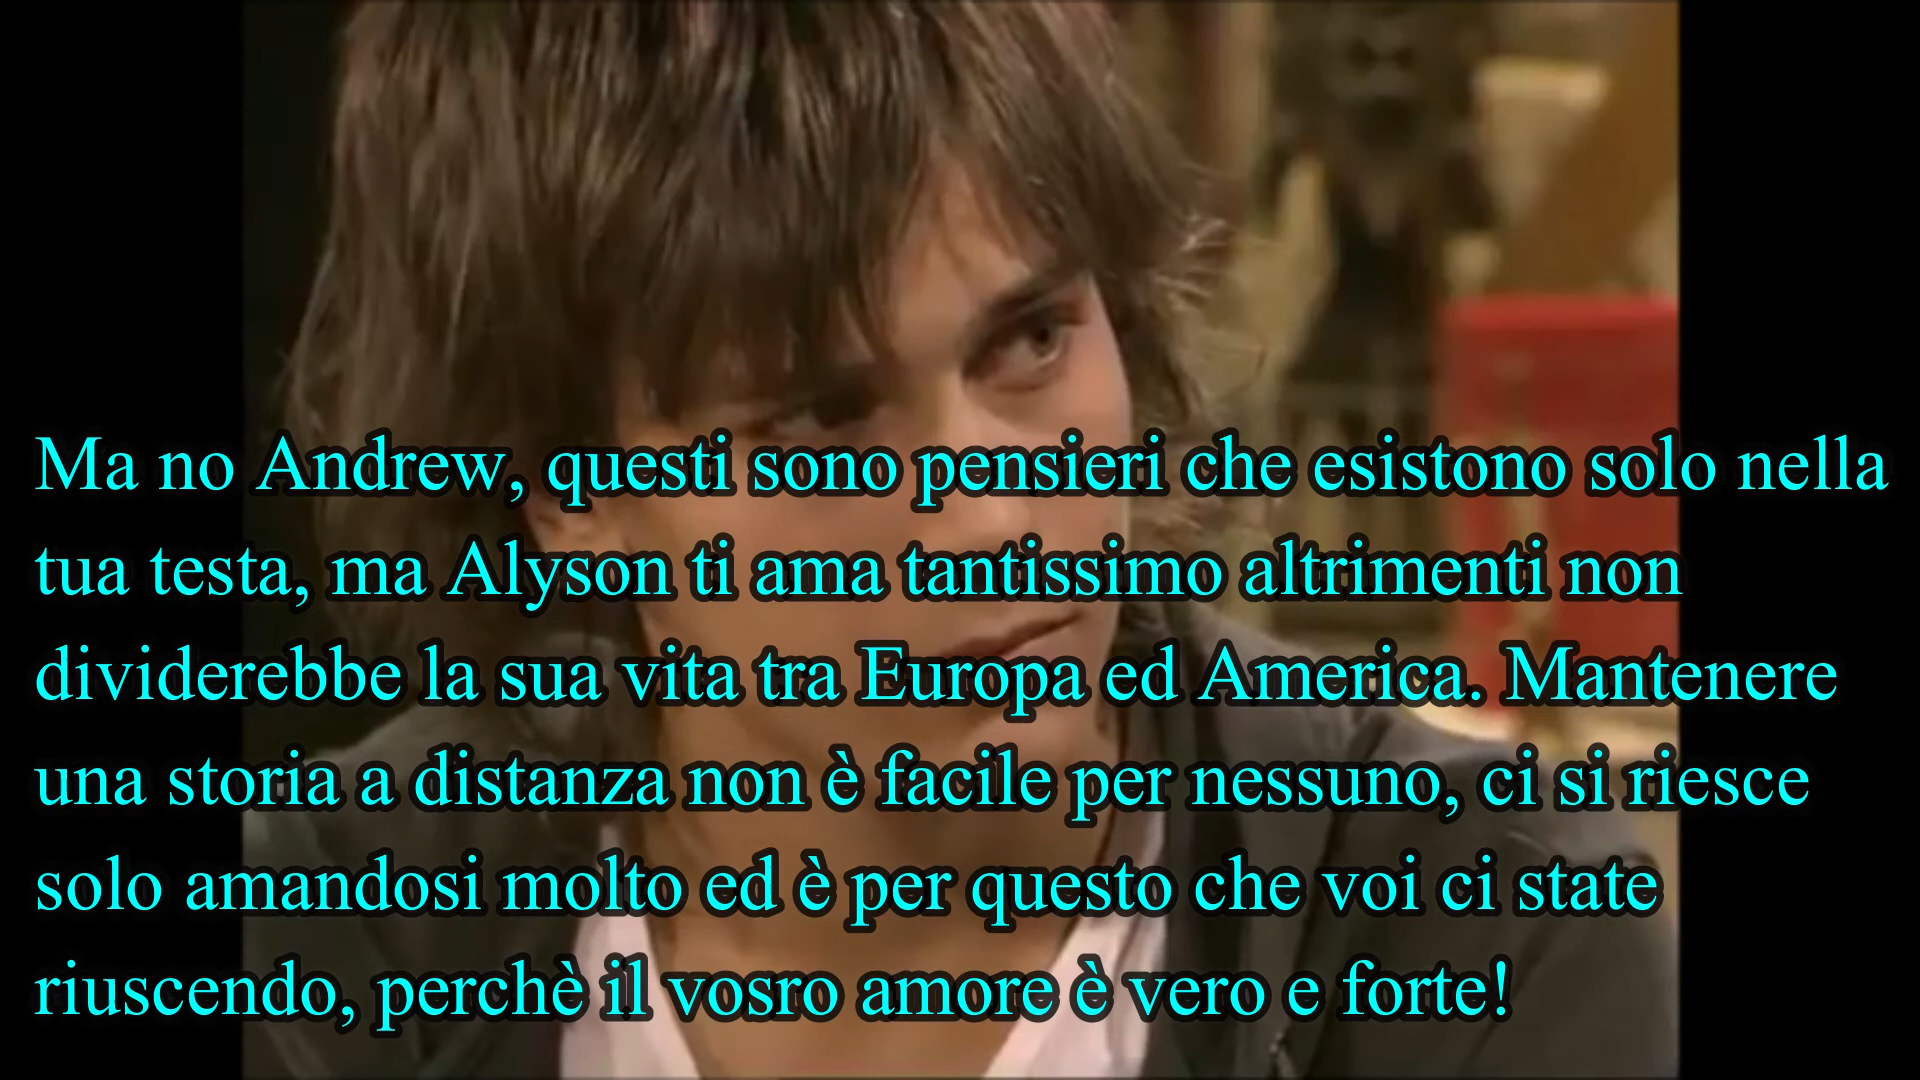 Ma no Andrew, questi sono pensieri che esistono solo nella
tua testa, ma Alyson ti ama tantissimo altrimenti non
dividerebbe la sua vita tra Europa ed America. Mantenere
una storia a distanza non è facile per nessuno, ci si riesce
solo amandosi molto ed è per questo che voi ci state
riuscendo, perchè il vosro amore è vero e forte!